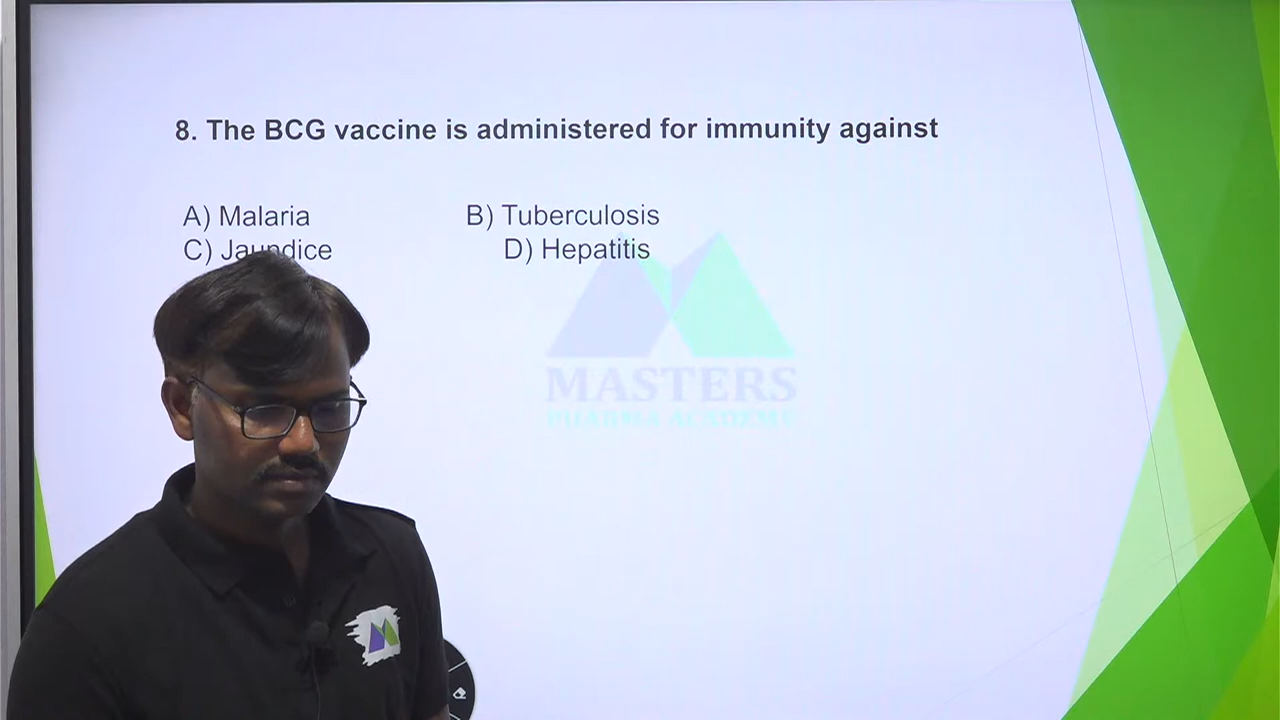 8. The BCG vaccine is administered for immunity against
A) Malaria B) Tuberculosis
C) Jaundice D) Hepatitis
MASTERS
PHARMA ACADEMY